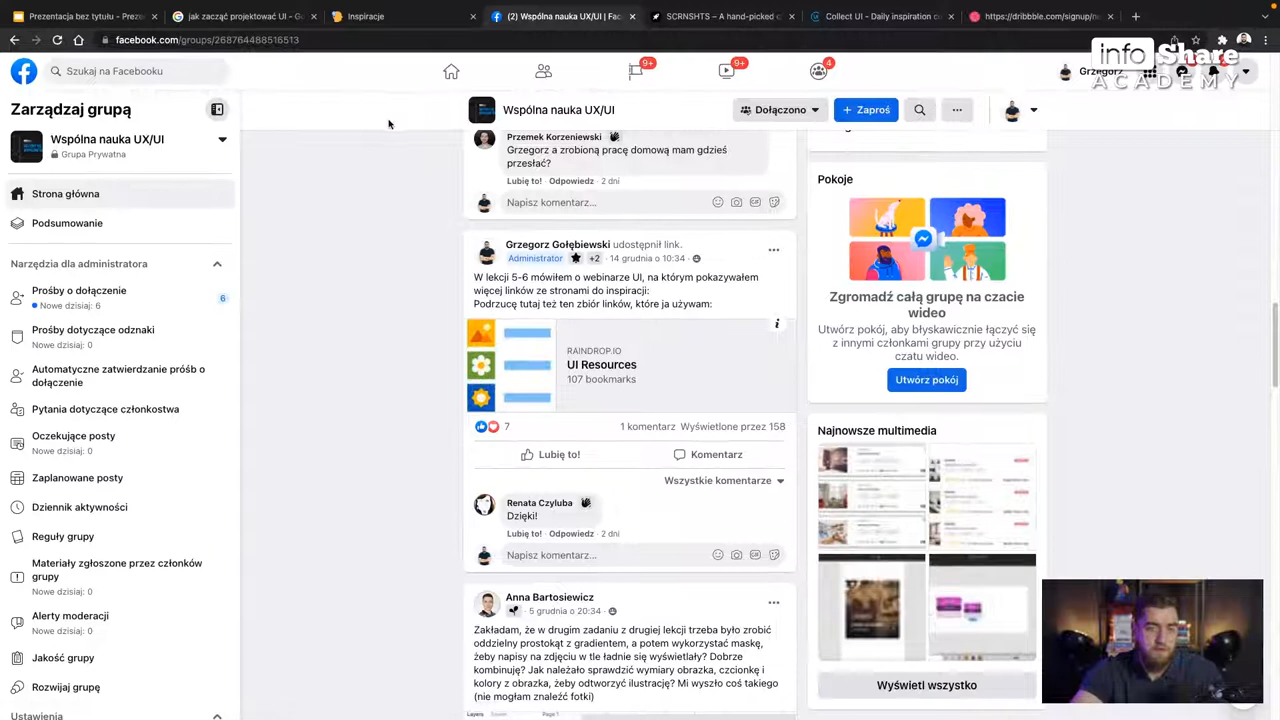 Prezentacja bez tytułu - Preze
jak zacząć projektować UI - G
Inspiracje
(2) Wspólna nauka UX/UI | Fac
SCRNSHTS – A hand-picked c
Collect UI - Daily inspiration c
https://dribbble.com/signup/n
facebook.com/groups/268764488516513
info Share
ACADEMY
Szukaj na Facebooku
9+
9+
4
Grzegorz
Zarządzaj grupą
Wspólna nauka UX/UI
Grupa Prywatna
Strona główna
Podsumowanie
Narzędzia dla administratora
Prośby o dołączenie
Nowe dzisiaj: 6
6
Prośby dotyczące odznaki
Nowe dzisiaj: 0
Automatyczne zatwierdzanie próśb o
dołączenie
Pytania dotyczące członkostwa
Oczekujące posty
Nowe dzisiaj: 0
Zaplanowane posty
Dziennik aktywności
Reguły grupy
Materiały zgłoszone przez członków
grupy
Nowe dzisiaj: 0
Alerty moderacji
Nowe dzisiaj: 0
Jakość grupy
Rozwijaj grupę
Ustawienia
Wspólna nauka UX/UI
Dołączono
+ Zaproś
Przemek Korzeniewski
Grzegorz a zrobioną pracę domową mam gdzieś
przesłać?
Lubię to! · Odpowiedz · 2 dni
Napisz komentarz...
Grzegorz Gołębiewski udostępnił link.
Administrator +2 · 14 grudnia o 10:34 ·
W lekcji 5-6 mówiłem o webinarze UI, na którym pokazywałem
więcej linków ze stronami do inspiracji:
Podrzucę tutaj też ten zbiór linków, które ja używam:
RAINDROP.IO
UI Resources
107 bookmarks
7
1 komentarz Wyświetlone przez 158
Lubię to!
Komentarz
Wszystkie komentarze
Renata Czyluba
Dzięki!
Lubię to! · Odpowiedz · 2 dni
Napisz komentarz...
Anna Bartosiewicz
· 5 grudnia o 20:34 ·
Zakładam, że w drugim zadaniu z drugiej lekcji trzeba było zrobić
oddzielny prostokąt z gradientem, a potem wykorzystać maskę,
żeby napisy na zdjęciu w tle ładnie się wyświetlały? Dobrze
kombinuję? Jak należało sprawdzić wymiary obrazka, czcionkę i
kolory z obrazka, żeby odtworzyć ilustrację? Mi wyszło coś takiego
(nie mogłam znaleźć fotki)
Layers
Page 1
Pokoje
Zgromadź całą grupę na czacie
wideo
Utwórz pokój, aby błyskawicznie łączyć się
z innymi członkami grupy przy użyciu
czatu wideo.
Utwórz pokój
Najnowsze multimedia
Wyświetl wszystko